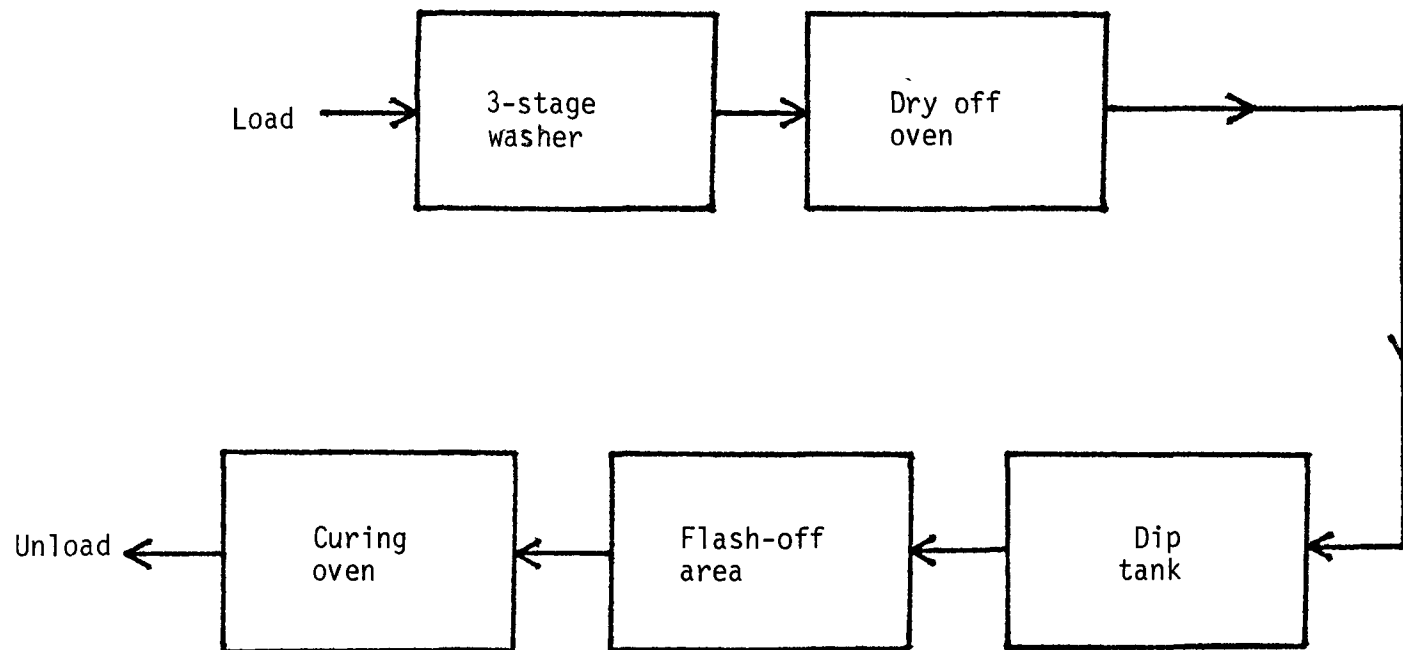 Load
3-stage
washer
Dry off
oven
Unload
Curing
oven
Flash-off
area
Dip
tank